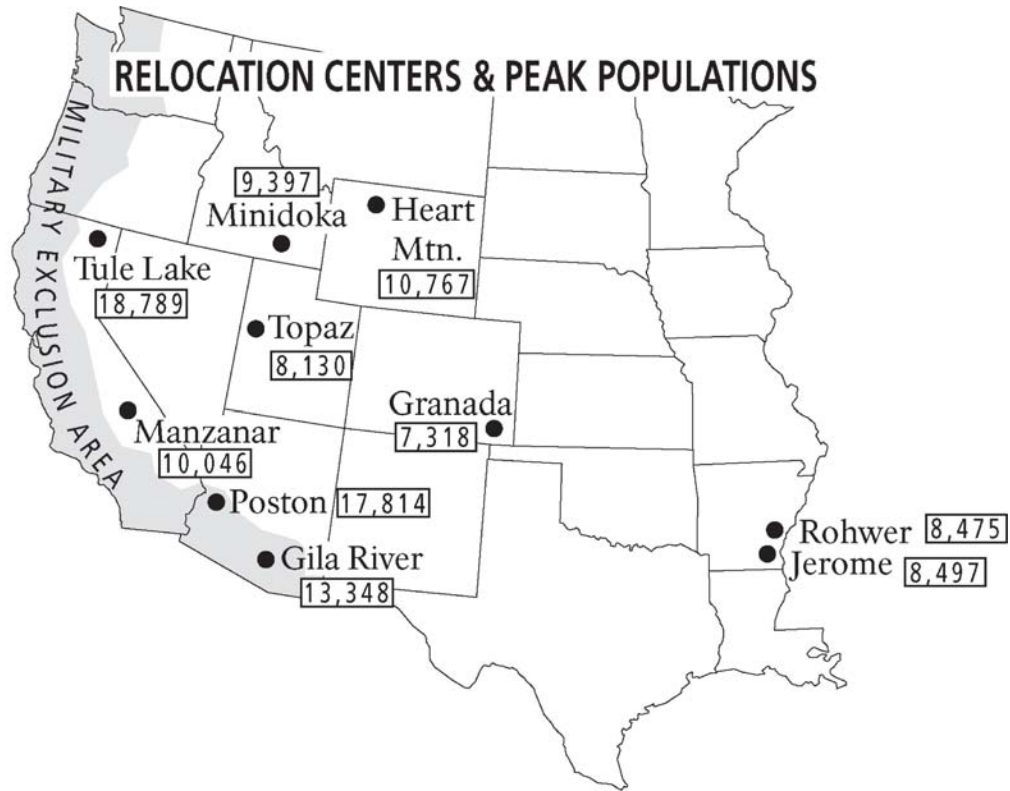 RELOCATION CENTERS & PEAK POPULATIONS
MILITARY EXCLUSION AREA
9,397
Minidoka
Heart
Mtn.
10,767
Tule Lake
18,789
Topaz
8,130
Granada
7,318
Manzanar
10,046
Poston 17,814
Gila River
13,348
Rohwer 8,475
Jerome 8,497